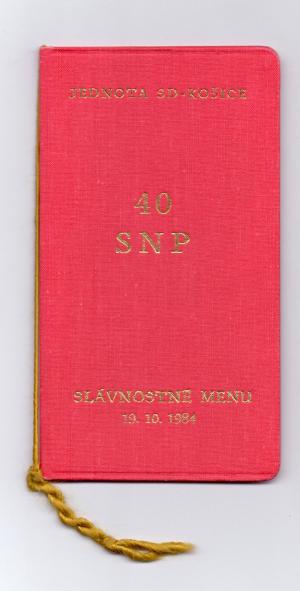 JEDNOTA SD-KOŠICE
40
SNP
SLÁVNOSTNÉ MENU
19. 10. 1984